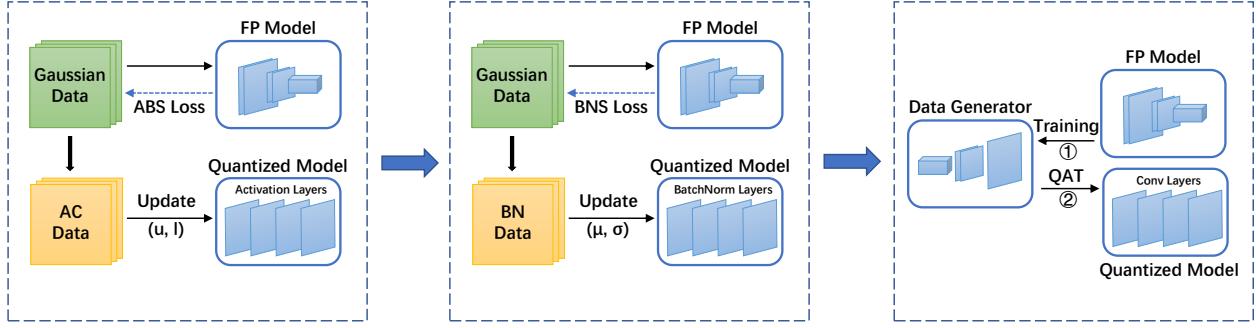 FP Model
Gaussian
Data
ABS Loss
Quantized Model
Activation Layers
AC
Data
Update
(u, l)
FP Model
Gaussian
Data
BNS Loss
Quantized Model
BatchNorm Layers
BN
Data
Update
(μ, σ)
FP Model
Data Generator
Training
①
QAT
②
Conv Layers
Quantized Model